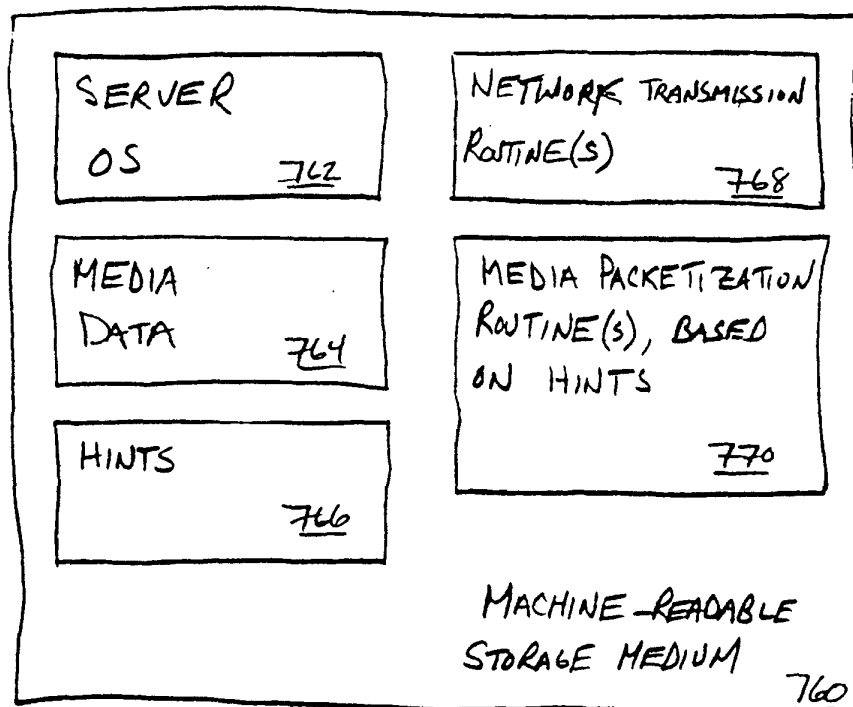 SERVER
OS 762
MEDIA
DATA 764
HINTS
766
NETWORK TRANSMISSION
ROUTINE(S)
768
MEDIA PACKETIZATION
ROUTINE(S), BASED
ON HINTS
770
MACHINE-READABLE
STORAGE MEDIUM
760